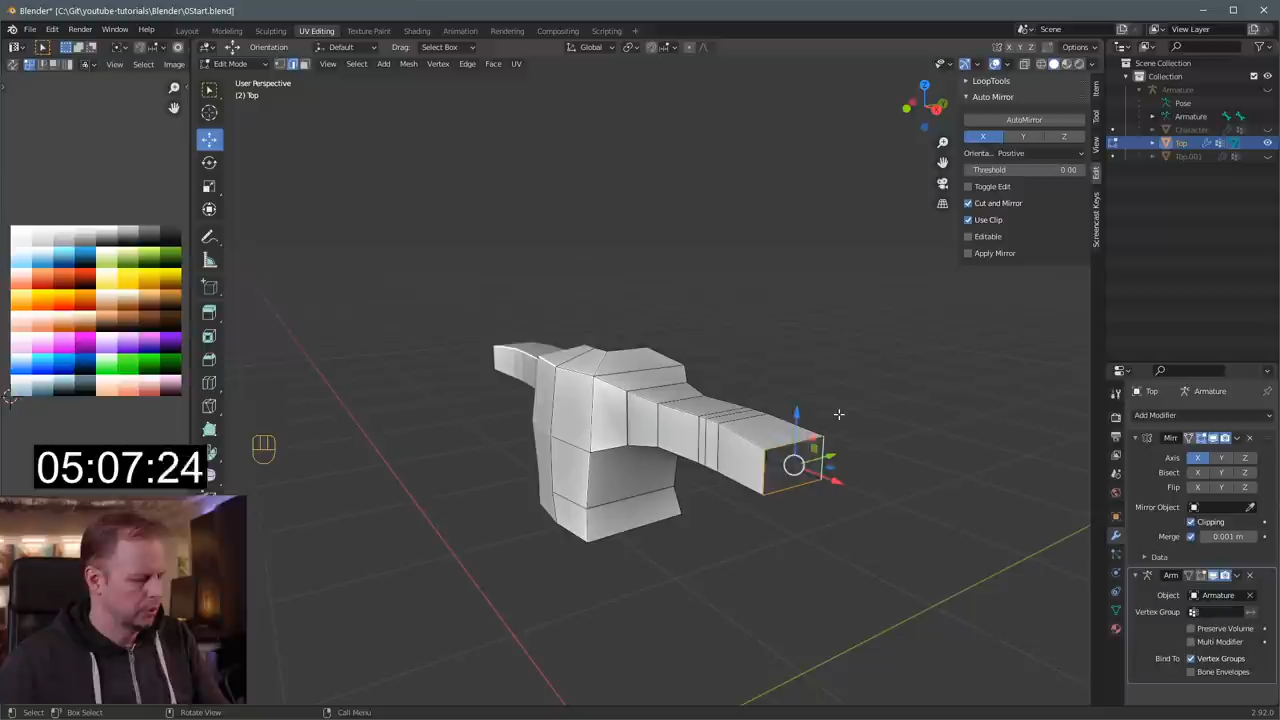 Blender* [C:\Git\youtube-tutorials\Blender\0Start.blend]
File Edit Render Window Help Layout Modeling Sculpting UV Editing Texture Paint Shading Animation Rendering Compositing Scripting Scene View Layer
Orientation Default Drag: Select Box Global X Y Z Options
View Select Image Edit Mode View Select Add Mesh Vertex Edge Face UV
Scene Collection
Collection
Armature
Pose
Armature
Character
Top
Top.001
User Perspective
(2) Top
LoopTools
Auto Mirror
AutoMirror
X Y Z
Orienta... Positive
Threshold 0.00
Toggle Edit
Cut and Mirror
Use Clip
Editable
Apply Mirror
Item
Tool
View
Edit
Screencast Keys
Z
Top Armature
Add Modifier
Mirr
Axis X Y Z
Bisect X Y Z
Flip X Y Z
Mirror Object
Clipping
Merge 0.001 m
Data
Arm
Object Armature
Vertex Group
Preserve Volume
Multi Modifier
Bind To Vertex Groups
Bone Envelopes
05:07:24
Select Box Select Rotate View Call Menu 2.92.0